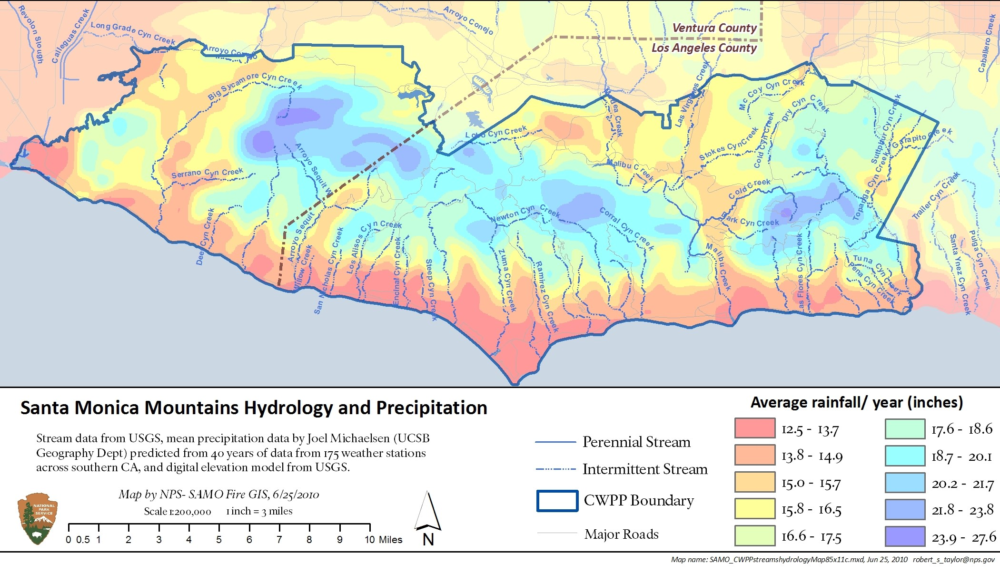 Revolon Slough
Calleguas Creek
Long Grade Cyn Creek
Arroyo Conejo
Ventura County
Los Angeles County
Caballero Creek
Big Sycamore Cyn Creek
Las Virgenes Creek
Mc Coy Cyn Creek
Dry Cyn Creek
Medea Creak
Lobo Cyn Creek
Stokes CynCreek
Cold Cyn Creek
Garapito Creek
Serrano Cyn Creek
Malibu Creek
Cold Creek
Topanga Cyn Creek
Trailer Cyn Creek
Newton Cyn Creek
Corral Cyn Creek
Dark Cyn Creek
Deer Cyn Creek
Arroyo Sequit W
Arroyo Sequit
Willow Creek
San Nicholas Cyn Creek
Los Alisos Cyn Creek
Encinal Cyn Creek
Steep Cyn Creek
Zuma Cyn Creek
Ramirez Cyn Creek
Malibu Creek
Las Flores Cyn Creek
Tuna Cyn Creek
Pena Cyn Creek
Santa Ynez Cyn Creek
Pulga Cyn Creek
Santa Monica Mountains Hydrology and Precipitation
Stream data from USGS, mean precipitation data by Joel Michaelsen (UCSB
Geography Dept) predicted from 40 years of data from 175 weather stations
across southern CA, and digital elevation model from USGS.
Map by NPS- SAMO Fire GIS, 6/25/2010
Scale 1:200,000 1 inch = 3 miles
NATIONAL
PARK
SERVICE
0 0.5 1 2 3 4 5 6 7 8 9 10 Miles
N
Perennial Stream
Intermittent Stream
CWPP Boundary
Major Roads
Average rainfall/ year (inches)
12.5 - 13.7
13.8 - 14.9
15.0 - 15.7
15.8 - 16.5
16.6 - 17.5
17.6 - 18.6
18.7 - 20.1
20.2 - 21.7
21.8 - 23.8
23.9 - 27.6
Map name: SAMO_CWPPstreamshydrologyMap85x11c.mxd, Jun 25, 2010 robert_s_taylor@nps.gov